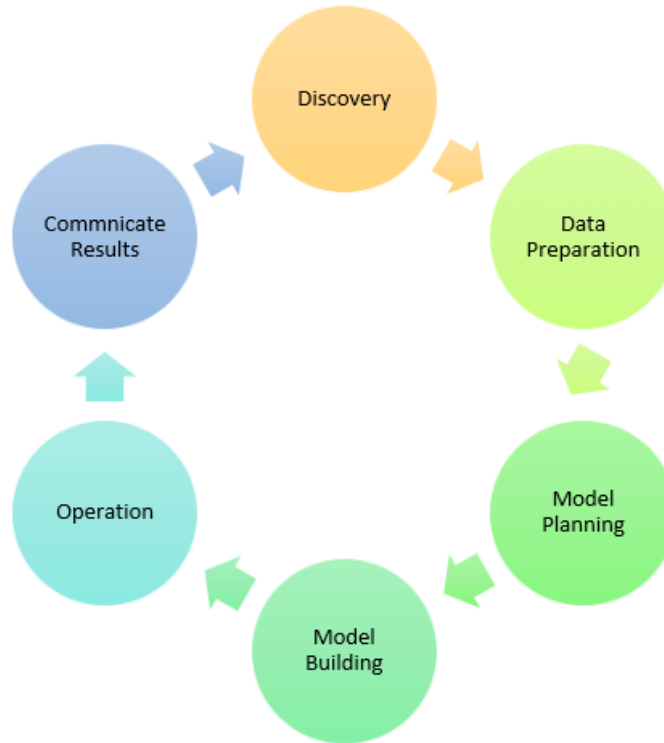 Discovery
Data
Preparation
Model
Planning
Model
Building
Operation
Commnicate
Results